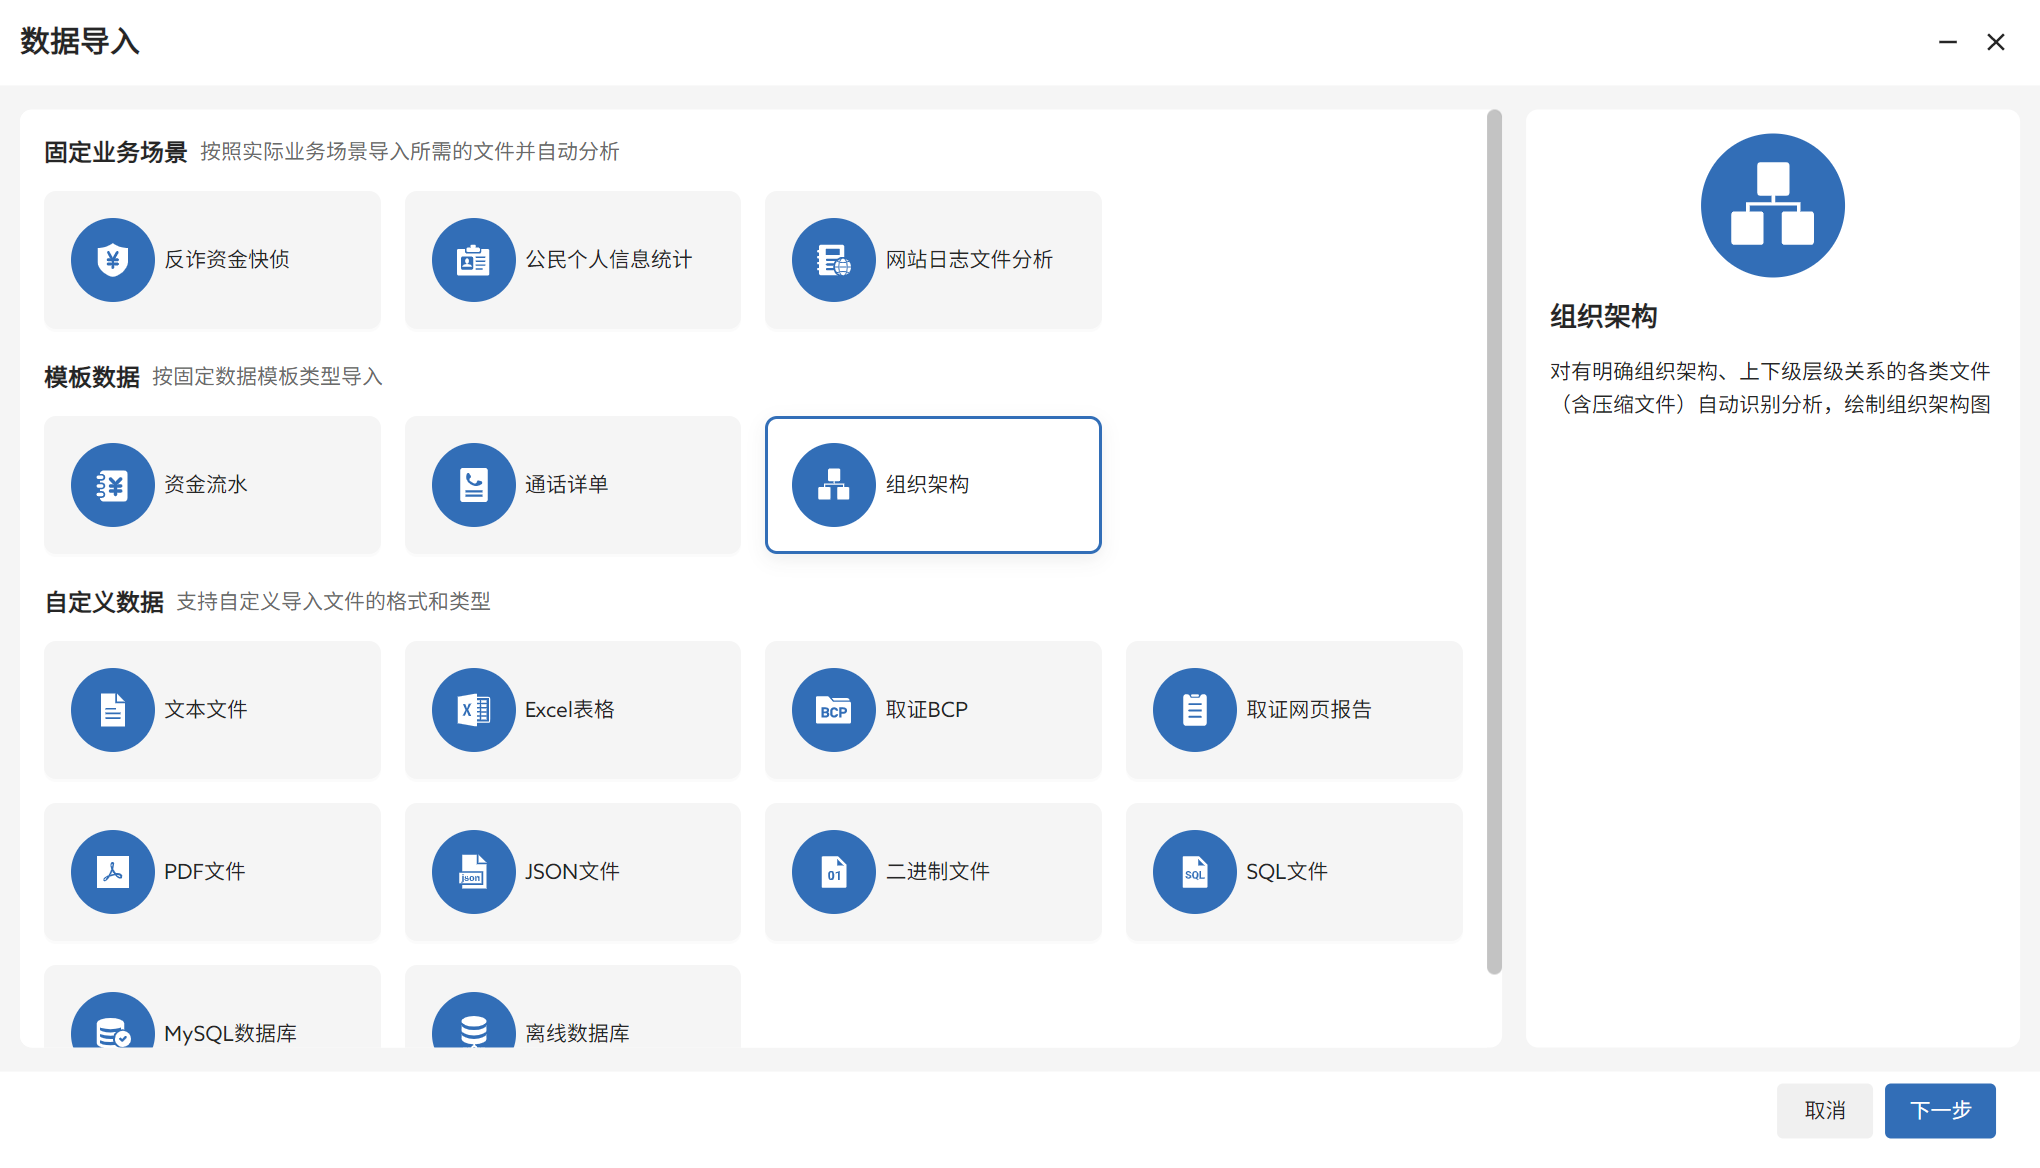 数据导入
固定业务场景 按照实际业务场景导入所需的文件并自动分析
反诈资金快侦
公民个人信息统计
网站日志文件分析
模板数据 按固定数据模板类型导入
资金流水
通话详单
组织架构
自定义数据 支持自定义导入文件的格式和类型
文本文件
Excel表格
BCP
取证BCP
取证网页报告
PDF文件
json
JSON文件
01
二进制文件
SQL
SQL文件
MySQL数据库
离线数据库
组织架构
对有明确组织架构、上下级层级关系的各类文件
（含压缩文件）自动识别分析，绘制组织架构图
取消
下一步